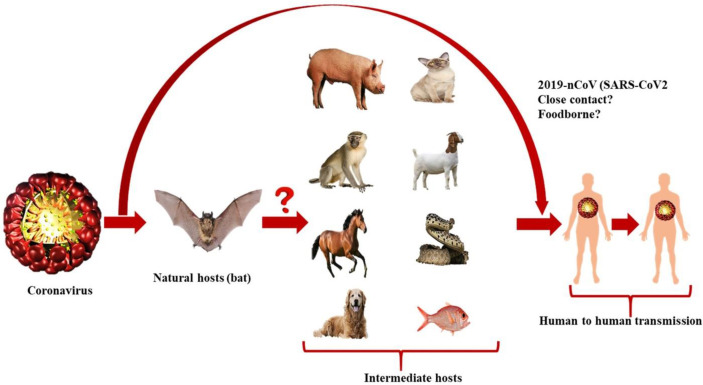 2019-nCoV (SARS-CoV2
Close contact?
Foodborne?
?
Coronavirus
Natural hosts (bat)
Human to human transmission
Intermediate hosts